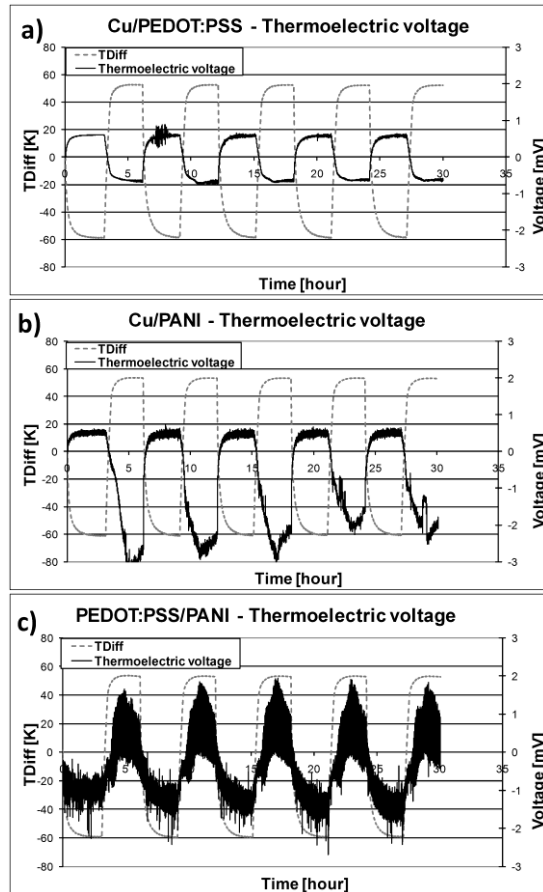 a)
Cu/PEDOT:PSS - Thermoelectric voltage
TDiff
Thermoelectric voltage
80
60
40
20
0
-20
-40
-60
-80
TDiff [K]
0 5 10 15 20 25 30 35
3
2
1
0
-1
-2
-3
Voltage [mV]
Time [hour]
b)
Cu/PANI - Thermoelectric voltage
TDiff
Thermoelectric voltage
80
60
40
20
0
-20
-40
-60
-80
TDiff [K]
0 5 10 15 20 25 30 35
3
2
1
0
-1
-2
-3
Voltage [mV]
Time [hour]
c)
PEDOT:PSS/PANI - Thermoelectric voltage
TDiff
Thermoelectric voltage
80
60
40
20
0
-20
-40
-60
-80
TDiff [K]
0 5 10 15 20 25 30 35
3
2
1
0
-1
-2
-3
Voltage [mV]
Time [hour]